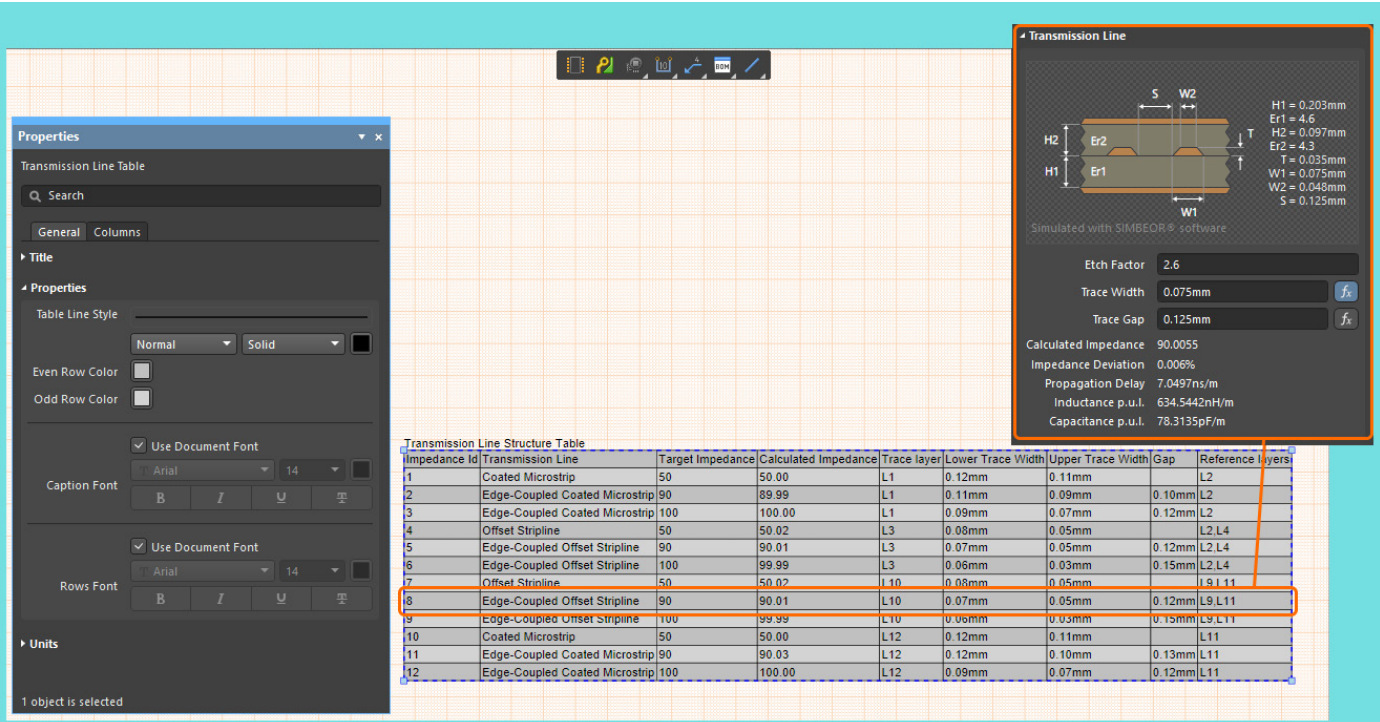 10
4
BOM
Properties
Transmission Line Table
Search
General Columns
Title
Properties
Table Line Style
Normal Solid
Even Row Color
Odd Row Color
Use Document Font
T Arial 14
Caption Font
B I U T
Use Document Font
T Arial 14
Rows Font
B I U T
Units
1 object is selected
Transmission Line
S W2
H2 Er2 T
H1 Er1
W1
H1 = 0.203mm
Er1 = 4.6
H2 = 0.097mm
Er2 = 4.3
T = 0.035mm
W1 = 0.075mm
W2 = 0.048mm
S = 0.125mm
Simulated with SIMBEOR® software
Etch Factor 2.6
Trace Width 0.075mm fx
Trace Gap 0.125mm fx
Calculated Impedance 90.0055
Impedance Deviation 0.006%
Propagation Delay 7.0497ns/m
Inductance p.u.l. 634.5442nH/m
Capacitance p.u.l. 78.3135pF/m
Transmission Line Structure Table
Impedance Id Transmission Line Target Impedance Calculated Impedance Trace layer Lower Trace Width Upper Trace Width Gap Reference layers
1 Coated Microstrip 50 50.00 L1 0.12mm 0.11mm L2
2 Edge-Coupled Coated Microstrip 90 89.99 L1 0.11mm 0.09mm 0.10mm L2
3 Edge-Coupled Coated Microstrip 100 100.00 L1 0.09mm 0.07mm 0.12mm L2
4 Offset Stripline 50 50.02 L3 0.08mm 0.05mm L2,L4
5 Edge-Coupled Offset Stripline 90 90.01 L3 0.07mm 0.05mm 0.12mm L2,L4
6 Edge-Coupled Offset Stripline 100 99.99 L3 0.06mm 0.03mm 0.15mm L2,L4
7 Offset Stripline 50 50.02 L10 0.08mm 0.05mm L9,L11
8 Edge-Coupled Offset Stripline 90 90.01 L10 0.07mm 0.05mm 0.12mm L9,L11
9 Edge-Coupled Offset Stripline 100 99.99 L10 0.06mm 0.03mm 0.15mm L9,L11
10 Coated Microstrip 50 50.00 L12 0.12mm 0.11mm L11
11 Edge-Coupled Coated Microstrip 90 90.03 L12 0.12mm 0.10mm 0.13mm L11
12 Edge-Coupled Coated Microstrip 100 100.00 L12 0.09mm 0.07mm 0.12mm L11